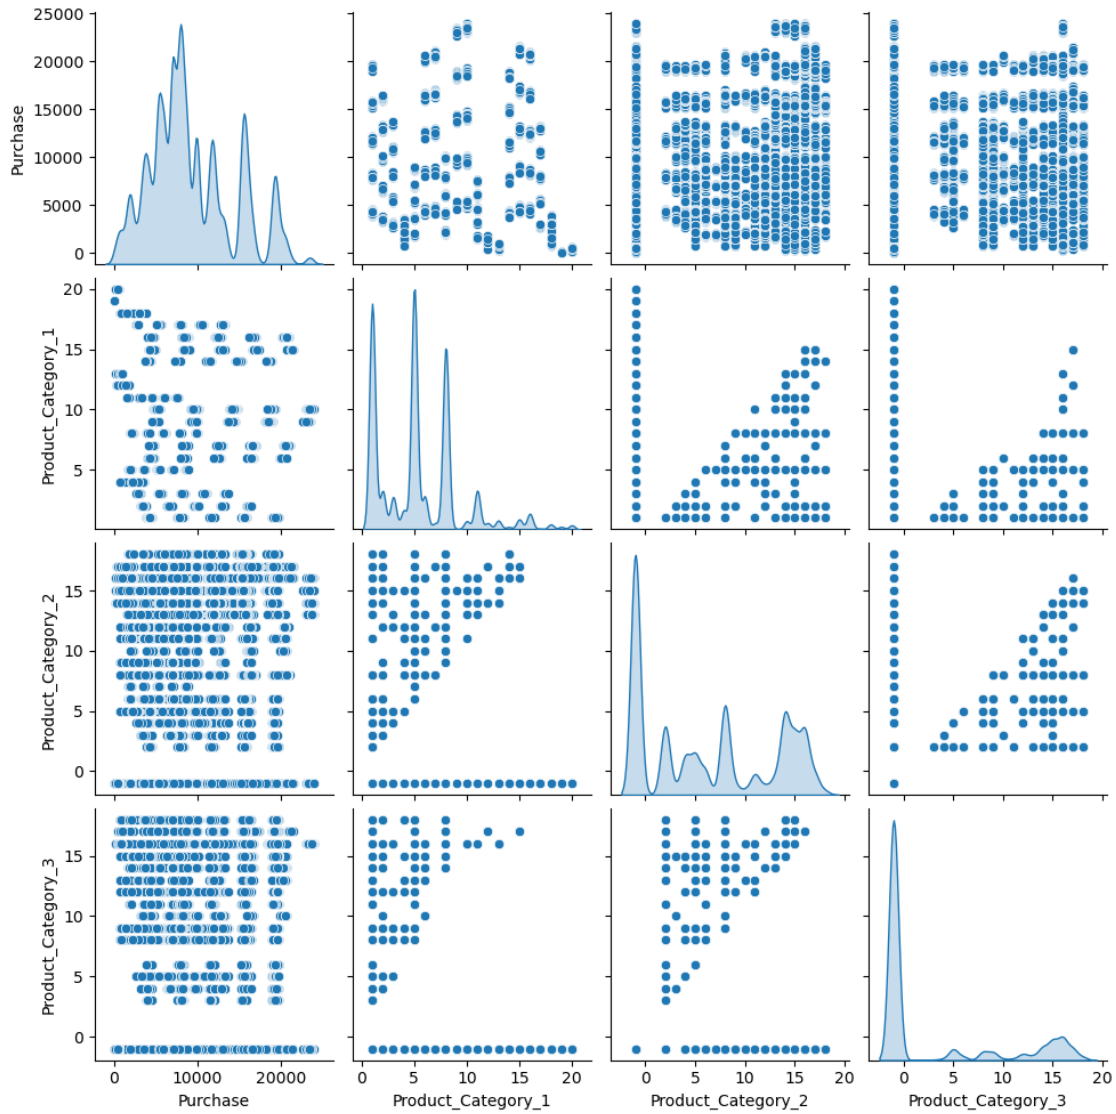 25000
20000
15000
10000
5000
0
Purchase
20
15
10
5
Product_Category_1
15
10
5
0
Product_Category_2
15
10
5
0
Product_Category_3
0 10000 20000
0 5 10 15 20
0 5 10 15 20
0 5 10 15 20
Purchase
Product_Category_1
Product_Category_2
Product_Category_3